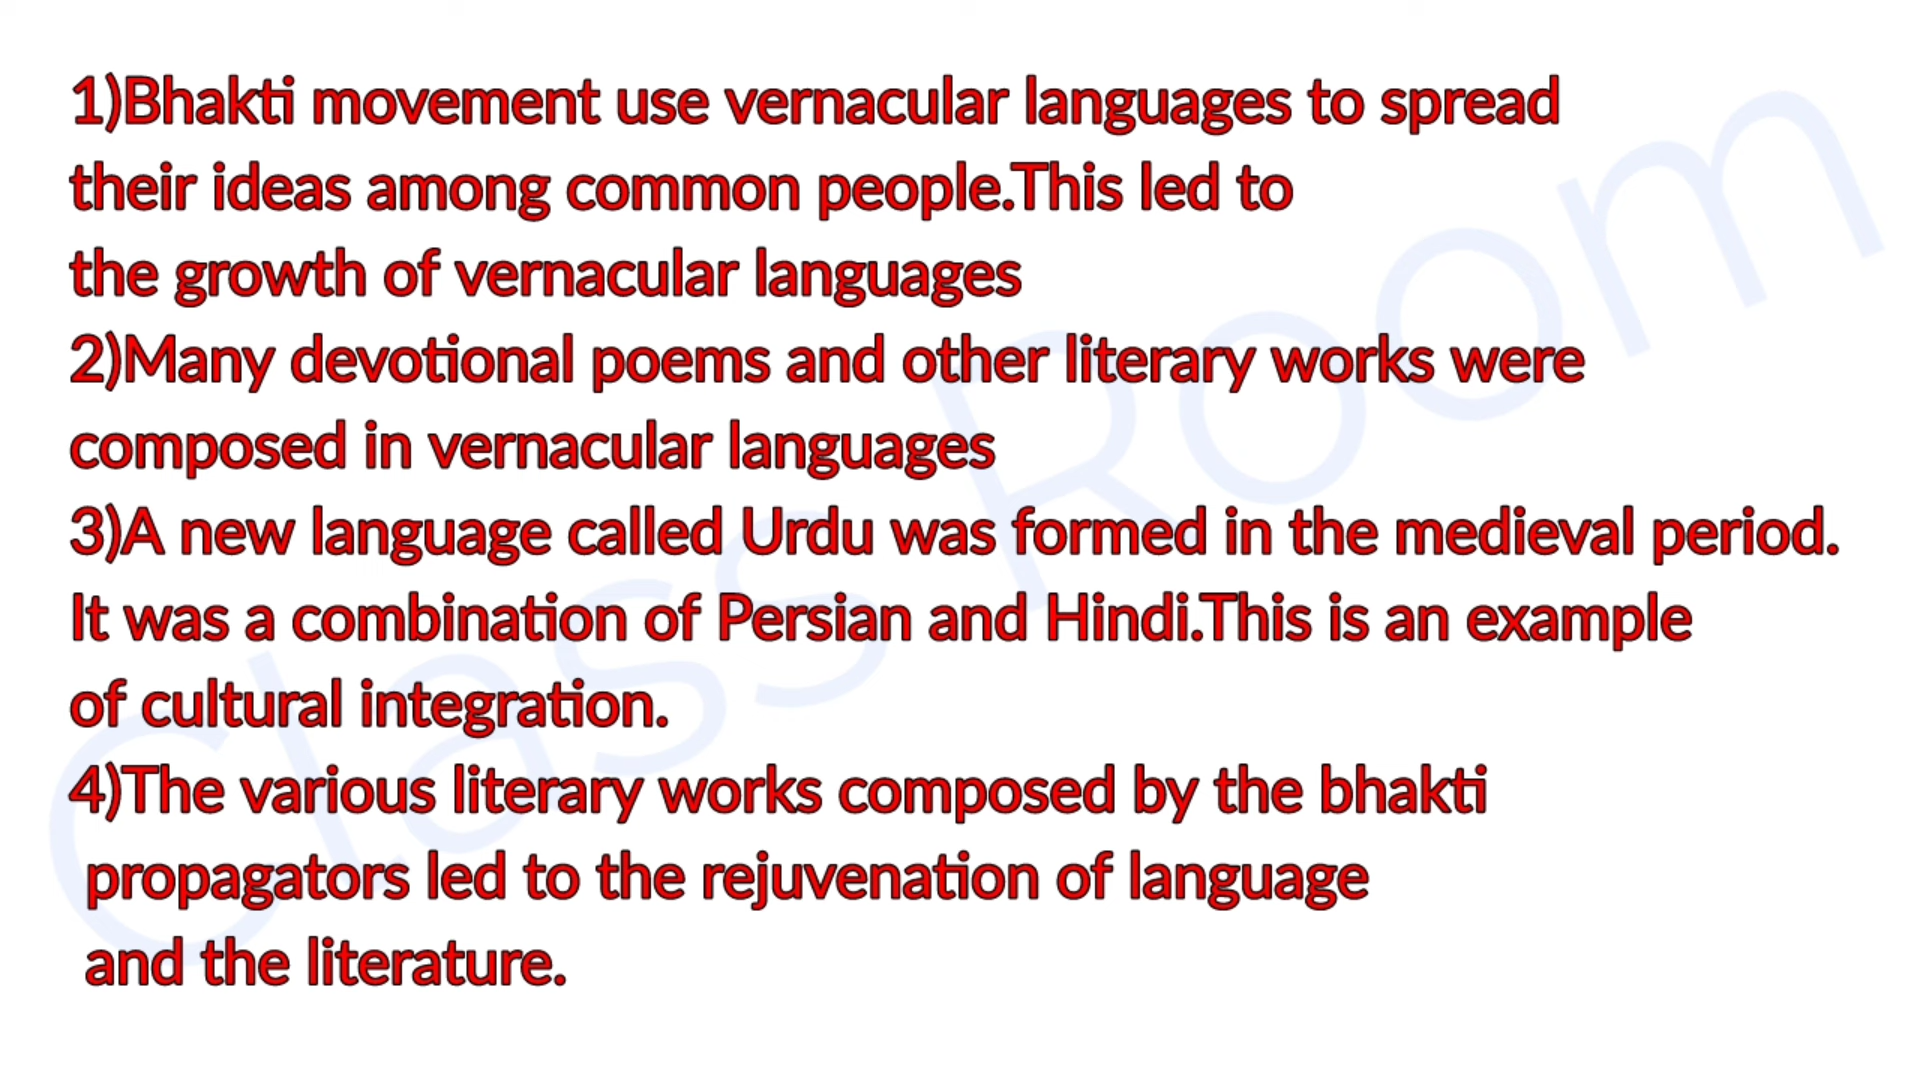 1)Bhakti movement use vernacular languages to spread
their ideas among common people.This led to
the growth of vernacular languages
2)Many devotional poems and other literary works were
composed in vernacular languages
3)A new language called Urdu was formed in the medieval period.
It was a combination of Persian and Hindi.This is an example
of cultural integration.
4)The various literary works composed by the bhakti
propagators led to the rejuvenation of language
and the literature.
Class Room